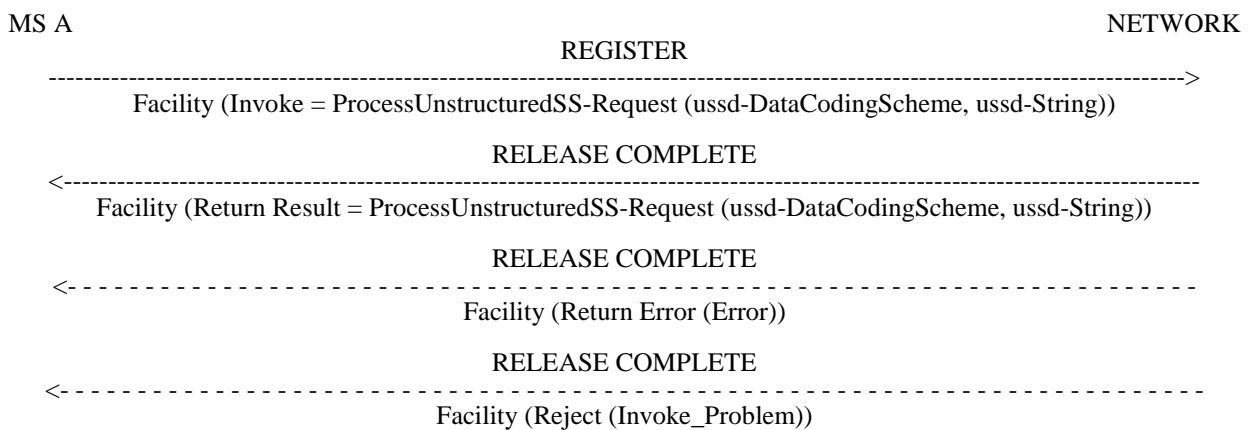 MS A NETWORK
REGISTER
Facility (Invoke = ProcessUnstructuredSS-Request (ussd-DataCodingScheme, ussd-String))
RELEASE COMPLETE
Facility (Return Result = ProcessUnstructuredSS-Request (ussd-DataCodingScheme, ussd-String))
RELEASE COMPLETE
Facility (Return Error (Error))
RELEASE COMPLETE
Facility (Reject (Invoke_Problem))